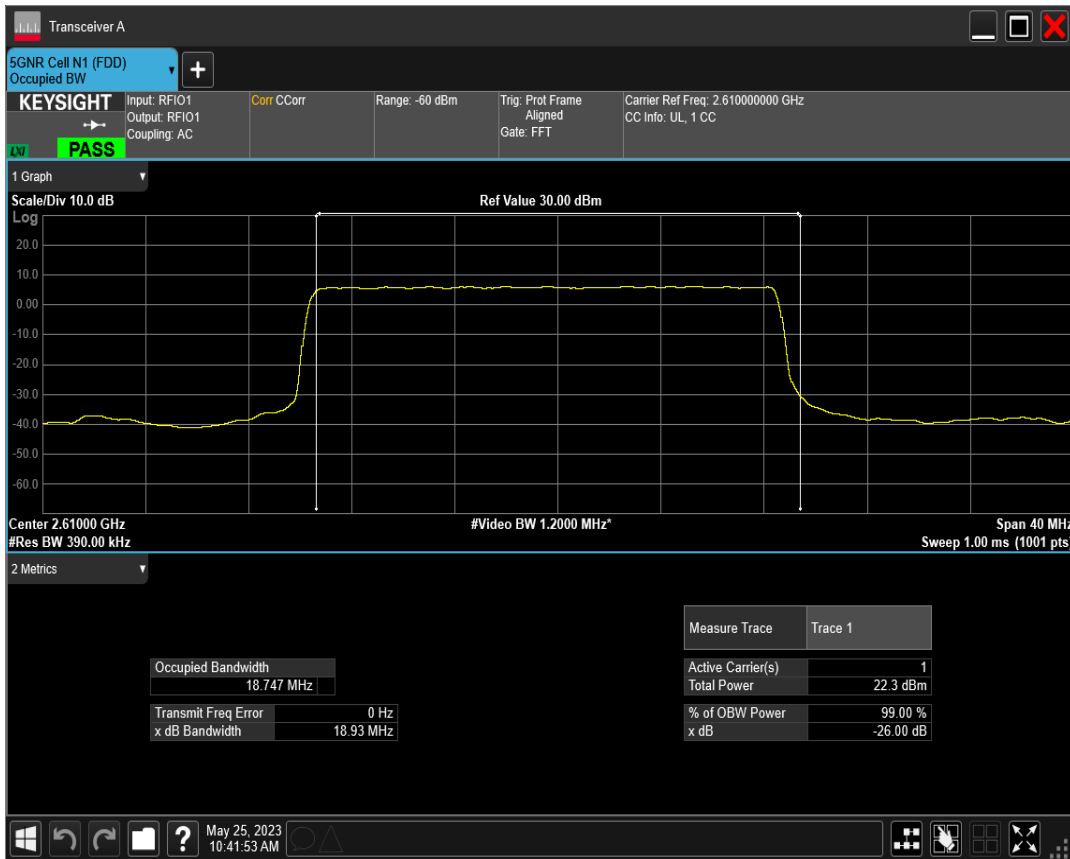 Transceiver A
5GNR Cell N1 (FDD)
Occupied BW
KEYSIGHT
LXI
PASS
Input: RFIO1
Output: RFIO1
Coupling: AC
Corr CCorr
Range: -60 dBm
Trig: Prot Frame
Aligned
Gate: FFT
Carrier Ref Freq: 2.610000000 GHz
CC Info: UL, 1 CC
1 Graph
Scale/Div 10.0 dB
Ref Value 30.00 dBm
Log
20.0
10.0
0.00
-10.0
-20.0
-30.0
-40.0
-50.0
-60.0
Center 2.61000 GHz
#Video BW 1.2000 MHz*
Span 40 MHz
#Res BW 390.00 kHz
Sweep 1.00 ms (1001 pts)
2 Metrics
Measure Trace Trace 1
Occupied Bandwidth
18.747 MHz
Active Carrier(s) 1
Total Power 22.3 dBm
Transmit Freq Error 0 Hz
x dB Bandwidth 18.93 MHz
% of OBW Power 99.00 %
x dB -26.00 dB
?
May 25, 2023
10:41:53 AM